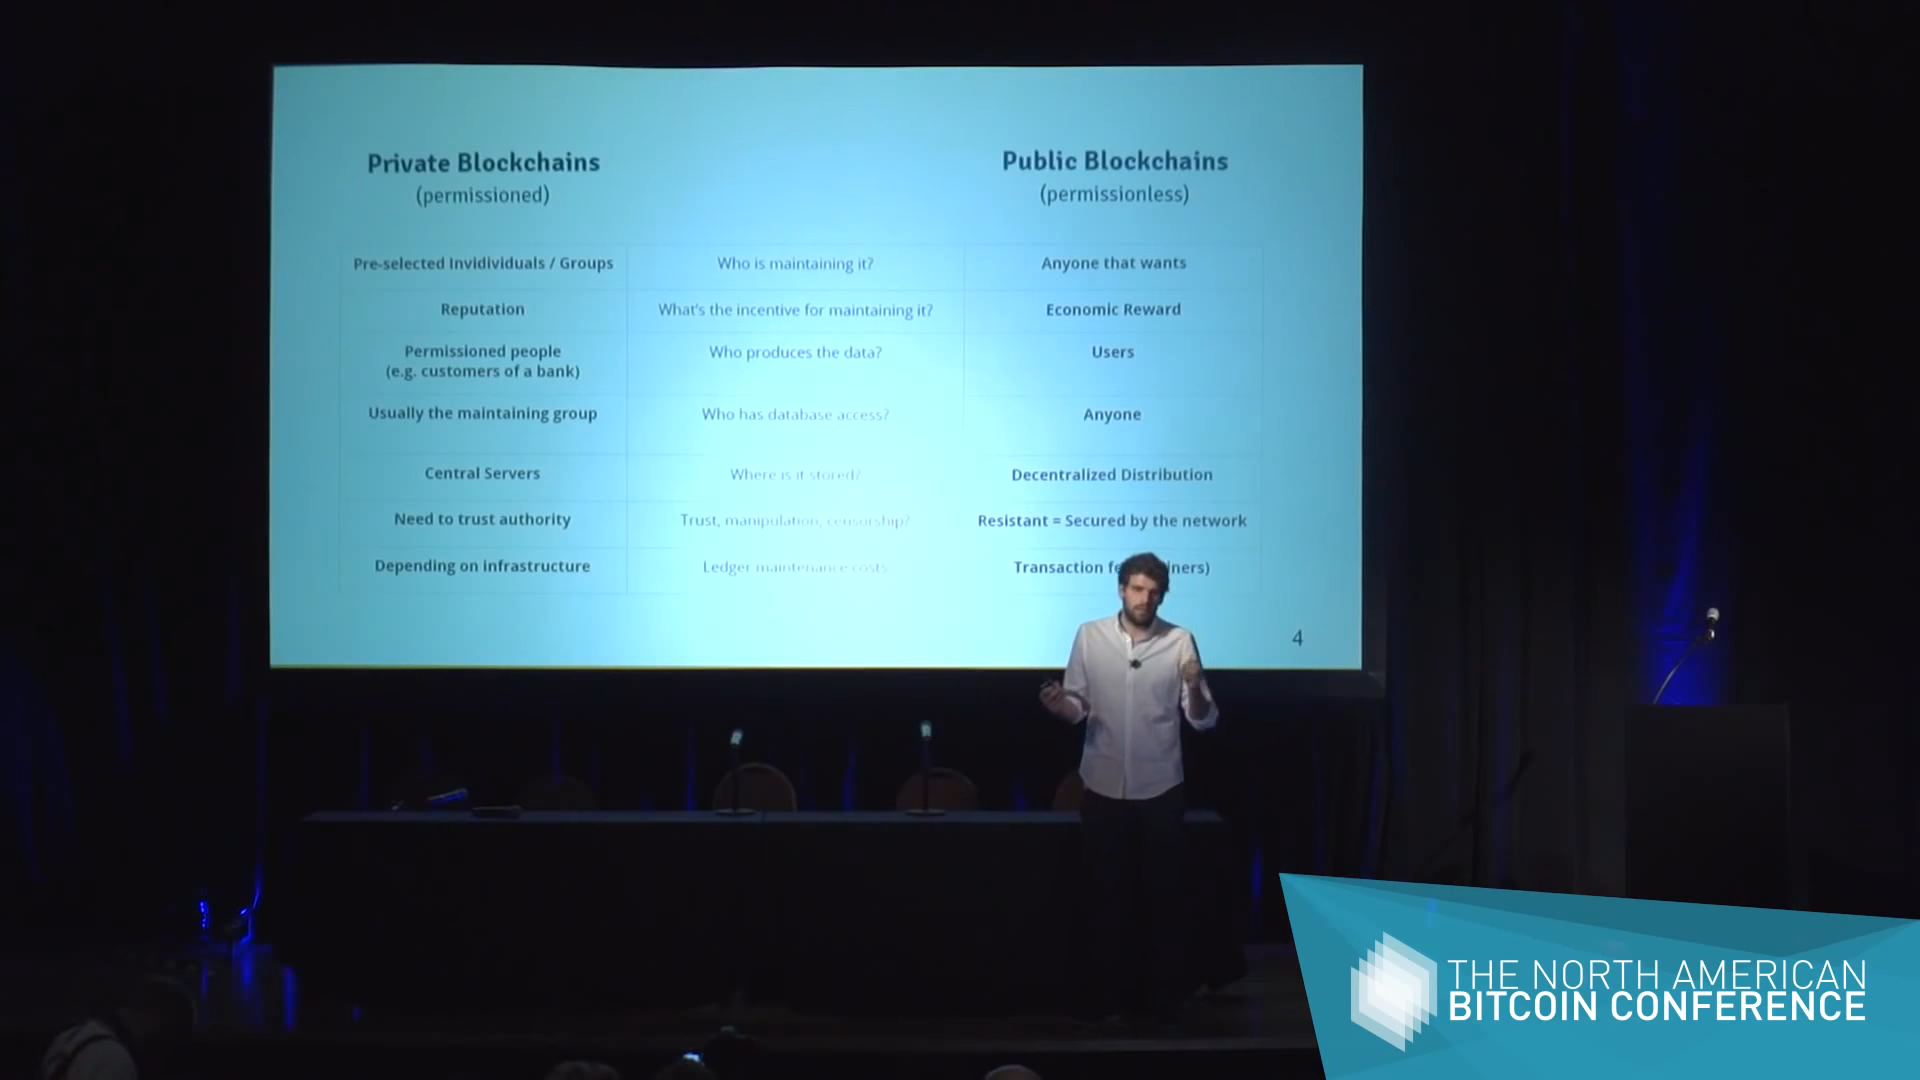 Private Blockchains
(permissioned)
Public Blockchains
(permissionless)
Pre-selected Invidividuals / Groups
Who is maintaining it?
Anyone that wants
Reputation
What's the incentive for maintaining it?
Economic Reward
Permissioned people
(e.g. customers of a bank)
Who produces the data?
Users
Usually the maintaining group
Who has database access?
Anyone
Central Servers
Where is it stored?
Decentralized Distribution
Need to trust authority
Trust, manipulation, censorship?
Resistant = Secured by the network
Depending on infrastructure
Ledger maintenance costs
Transaction
4
THE NORTH AMERICAN
BITCOIN CONFERENCE